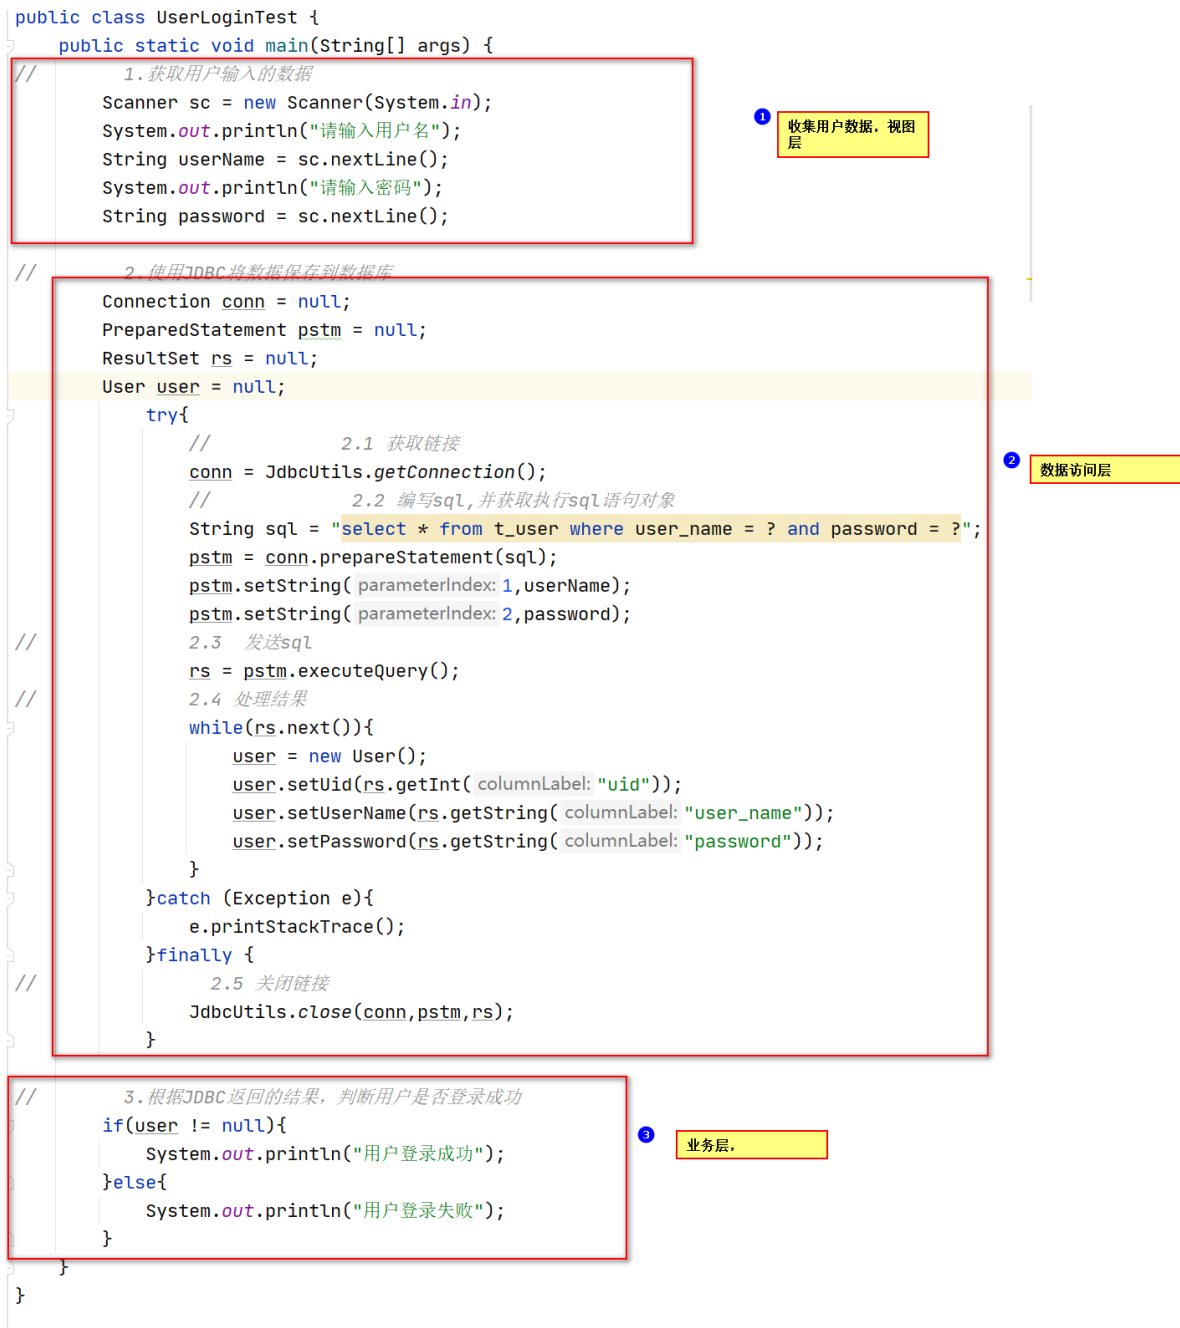 public class UserLoginTest {
public static void main(String[] args) {
// 1.获取用户输入的数据
Scanner sc = new Scanner(System.in);
System.out.println("请输入用户名");
String userName = sc.nextLine();
System.out.println("请输入密码");
String password = sc.nextLine();
1
收集用户数据，视图
层
// 2.使用JDBC将数据保存到数据库
Connection conn = null;
PreparedStatement pstm = null;
ResultSet rs = null;
User user = null;
try{
// 2.1 获取链接
conn = JdbcUtils.getConnection();
// 2.2 编写sql,并获取执行sql语句对象
String sql = "select * from t_user where user_name = ? and password = ?";
pstm = conn.prepareStatement(sql);
pstm.setString( parameterIndex: 1,userName);
pstm.setString( parameterIndex: 2,password);
// 2.3 发送sql
rs = pstm.executeQuery();
// 2.4 处理结果
while(rs.next()){
user = new User();
user.setUid(rs.getInt( columnLabel: "uid"));
user.setUserName(rs.getString( columnLabel: "user_name"));
user.setPassword(rs.getString( columnLabel: "password"));
}
}catch (Exception e){
e.printStackTrace();
}finally {
// 2.5 关闭链接
JdbcUtils.close(conn,pstm,rs);
}
2
数据访问层
// 3.根据JDBC返回的结果，判断用户是否登录成功
if(user != null){
System.out.println("用户登录成功");
}else{
System.out.println("用户登录失败");
}
3
业务层，
}
}